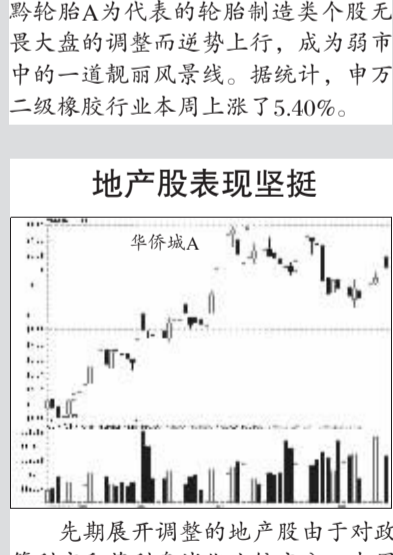 黔轮胎A为代表的轮胎制造类个股无
畏大盘的调整而逆势上行，成为弱市
中的一道靓丽风景线。据统计，申万
二级橡胶行业本周上涨了5.40%。
地产股表现坚挺
华侨城A
先期展开调整的地产股由于对政